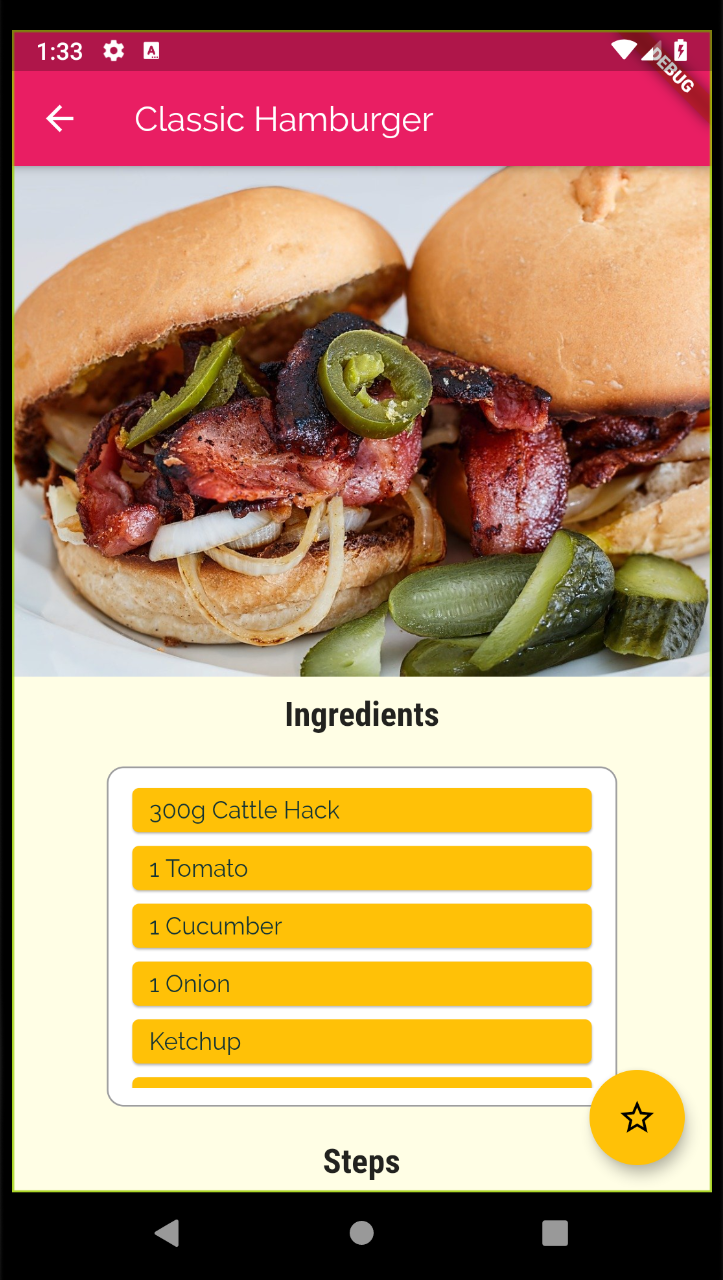 1:33
A
DEBUG
Classic Hamburger
Ingredients
300g Cattle Hack
1 Tomato
1 Cucumber
1 Onion
Ketchup
Steps